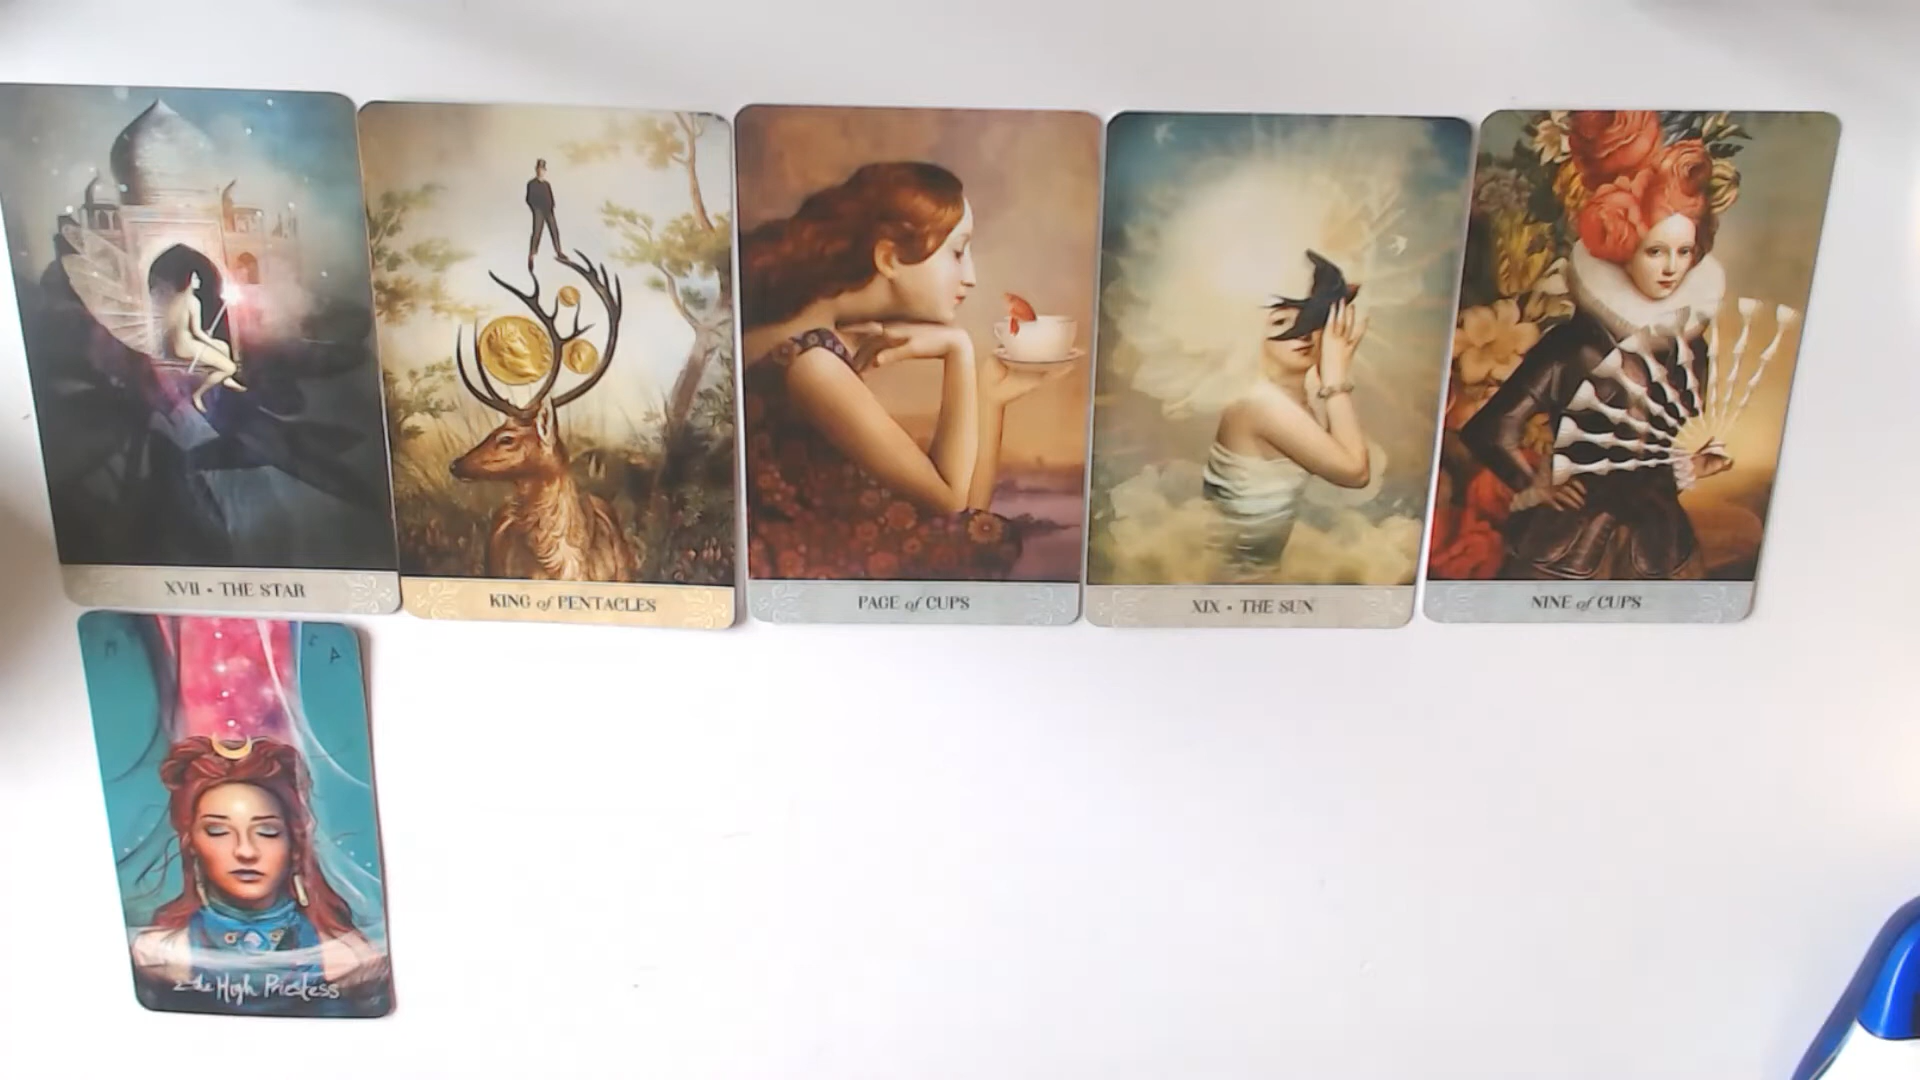 XVII • THE STAR
KING of PENTACLES
PAGE of CUPS
XIX • THE SUN
NINE of CUPS
M
A
2 the High Priestess